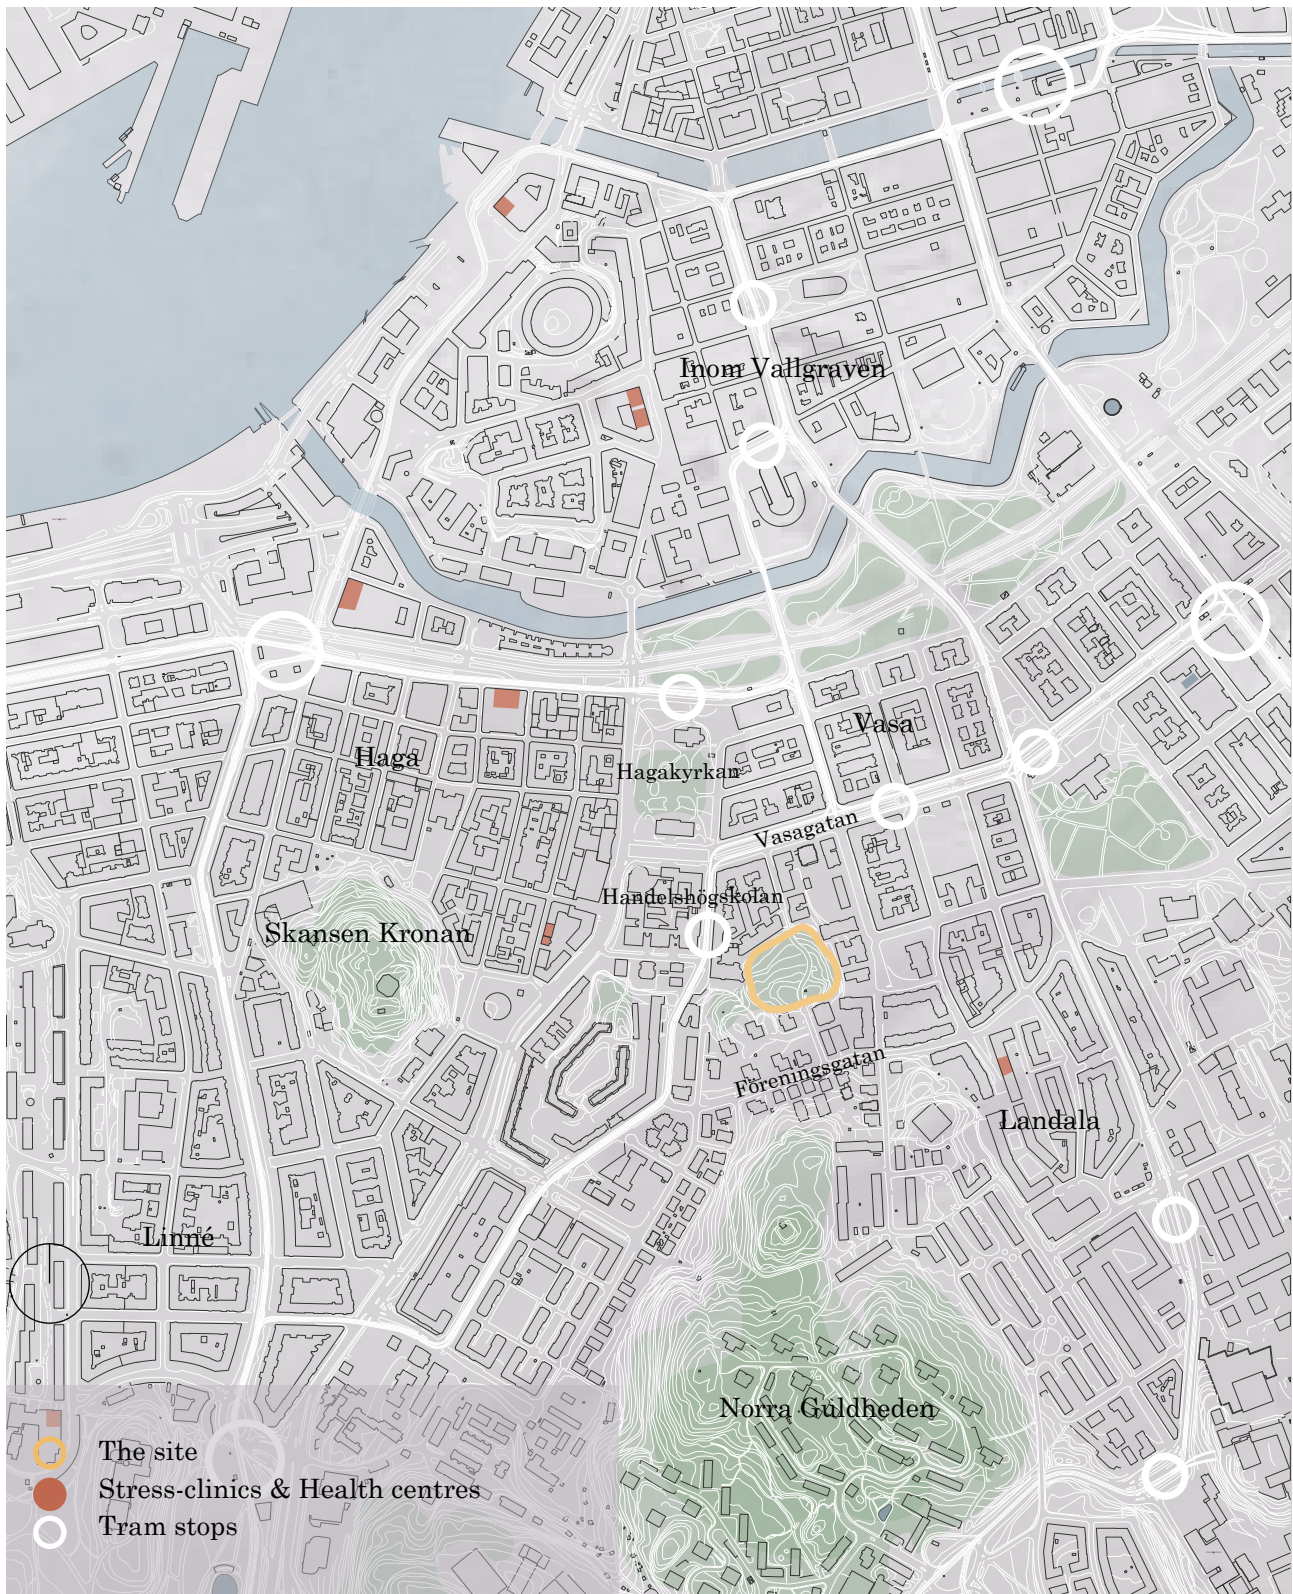 Inom Vallgraven
Vasa
Haga
Hagakyrkan
Vasagatan
Handelshögskolan
Skansen Kronan
Föreningsgatan
Landala
Linné
Norra Guldheden
The site
Stress-clinics & Health centres
Tram stops